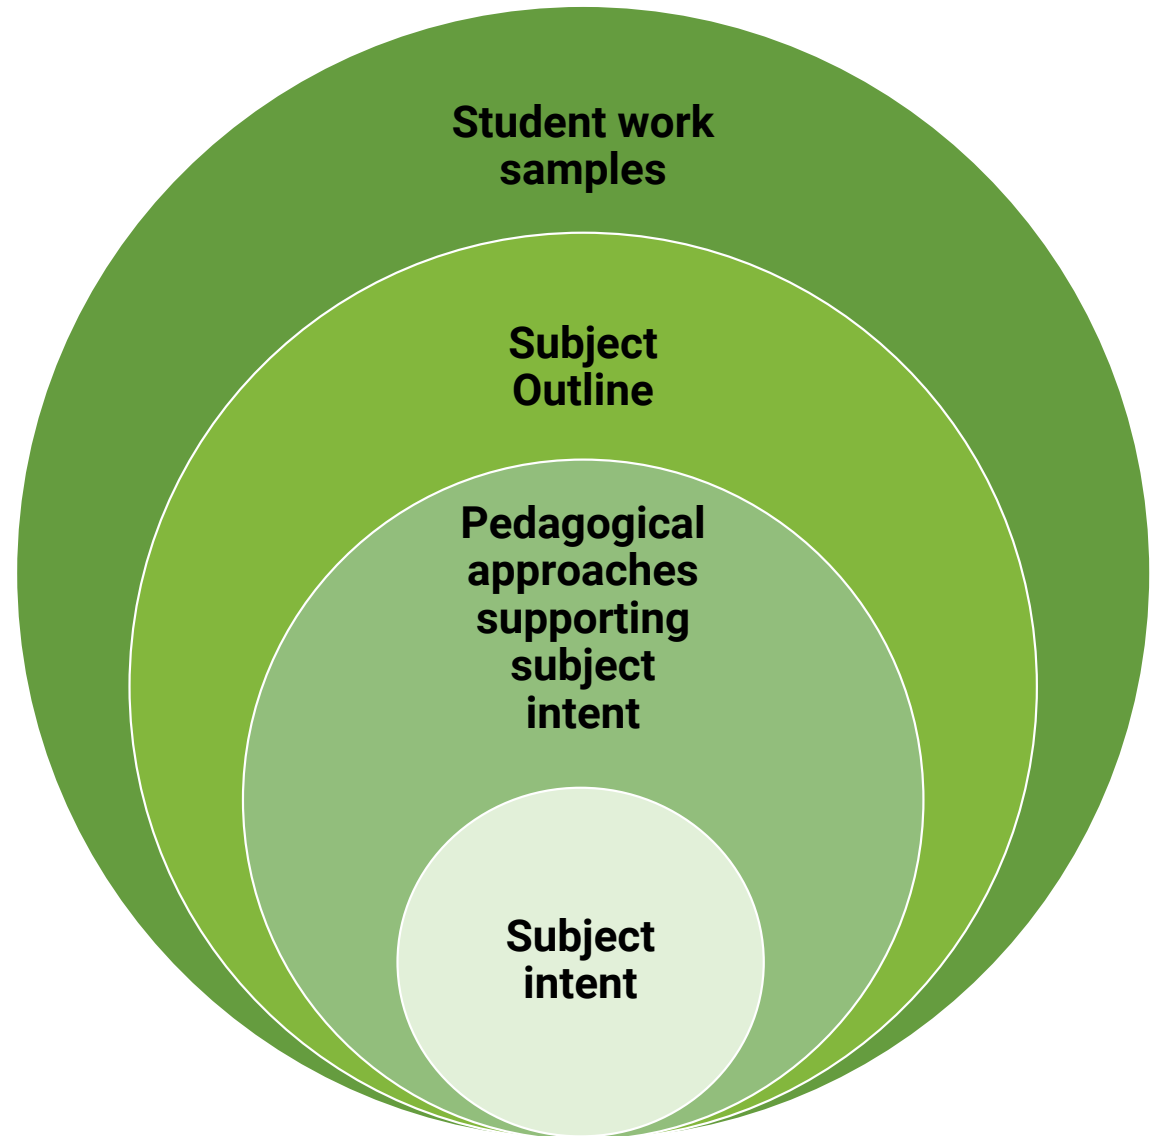 Student work
samples
Subject
Outline
Pedagogical
approaches
supporting
subject
intent
Subject
intent